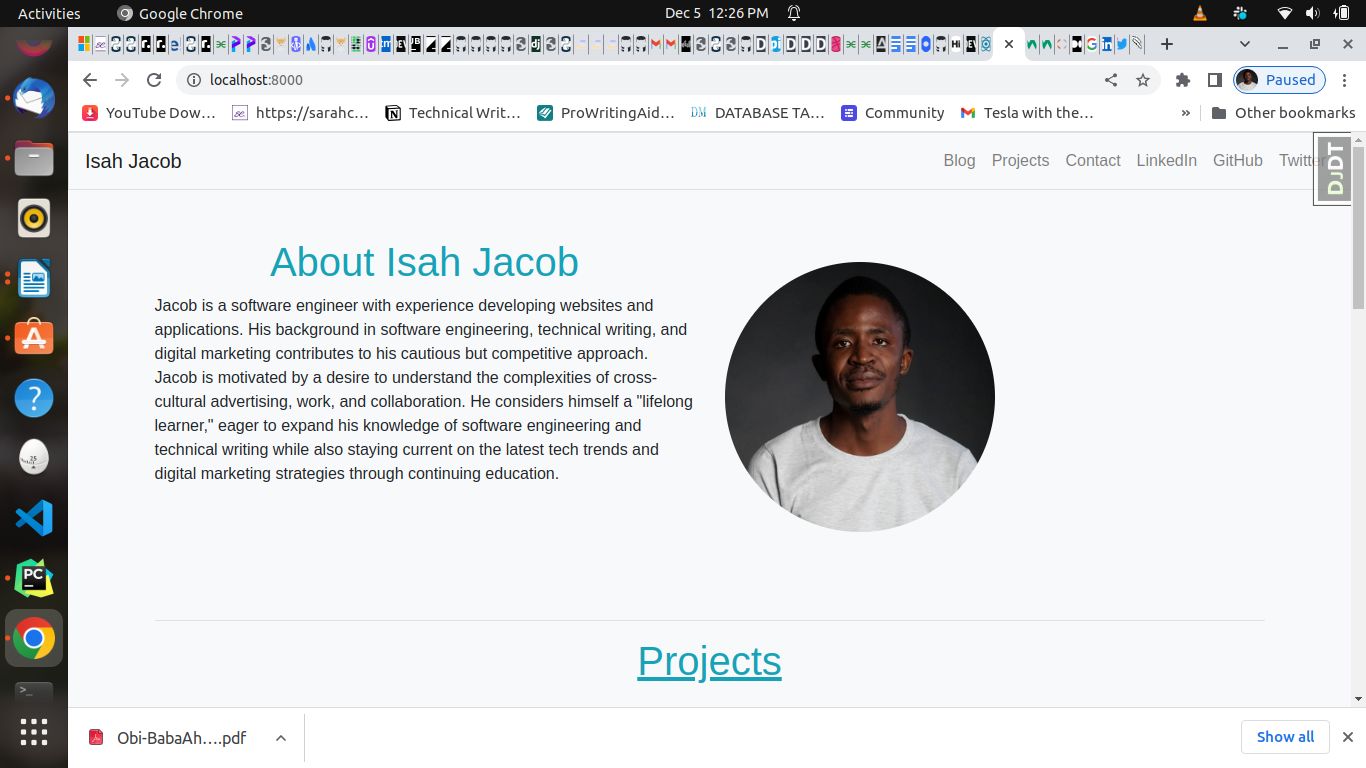 Activities
Google Chrome
Dec 5 12:26 PM
localhost:8000
Paused
YouTube Dow…
https://sarahc…
Technical Writ…
ProWritingAid…
DM
DATABASE TA…
Community
Tesla with the…
»
Other bookmarks
Isah Jacob
Blog
Projects
Contact
LinkedIn
GitHub
Twitter
DJDT
About Isah Jacob
Jacob is a software engineer with experience developing websites and
applications. His background in software engineering, technical writing, and
digital marketing contributes to his cautious but competitive approach.
Jacob is motivated by a desire to understand the complexities of cross-
cultural advertising, work, and collaboration. He considers himself a "lifelong
learner," eager to expand his knowledge of software engineering and
technical writing while also staying current on the latest tech trends and
digital marketing strategies through continuing education.
Projects
PC
Obi-BabaAh….pdf
Show all